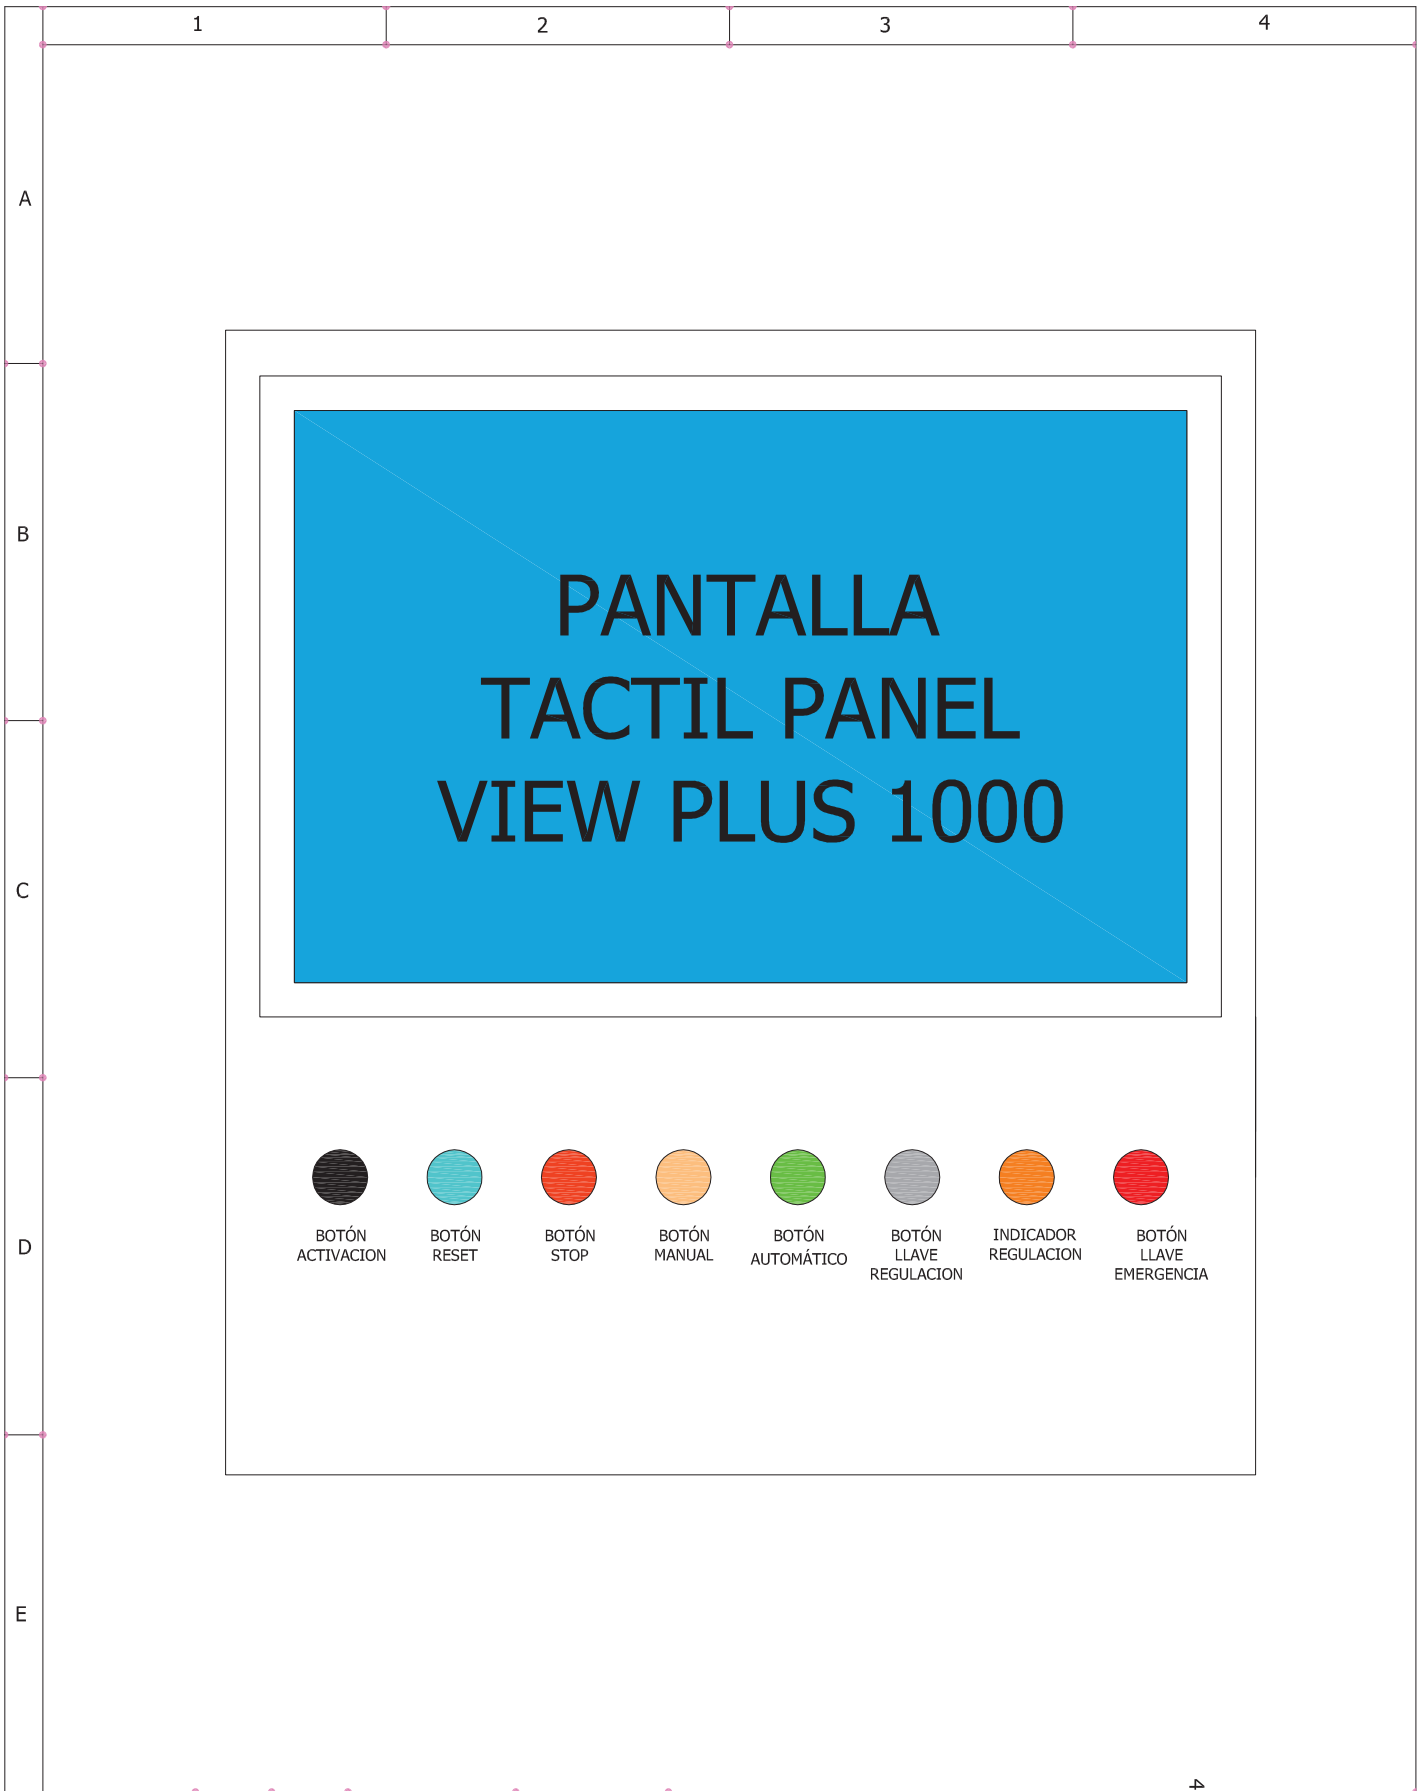 1 2 3 4
A
B
PANTALLA
TACTIL PANEL
VIEW PLUS 1000
C
D
BOTÓN
ACTIVACION
BOTÓN
RESET
BOTÓN
STOP
BOTÓN
MANUAL
BOTÓN
AUTOMÁTICO
BOTÓN
LLAVE
REGULACION
INDICADOR
REGULACION
BOTÓN
LLAVE
EMERGENCIA
E
4